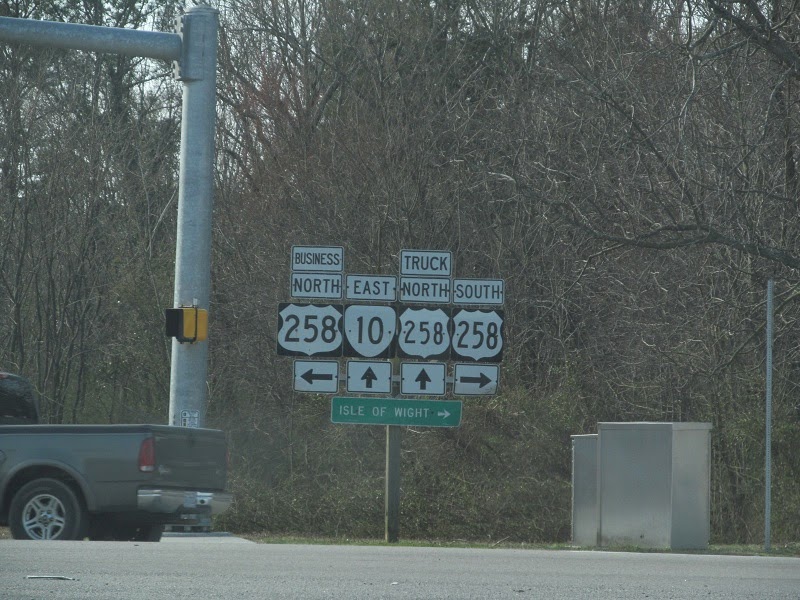 BUSINESS TRUCK
NORTH EAST NORTH SOUTH
258 10 258 258
ISLE OF WIGHT